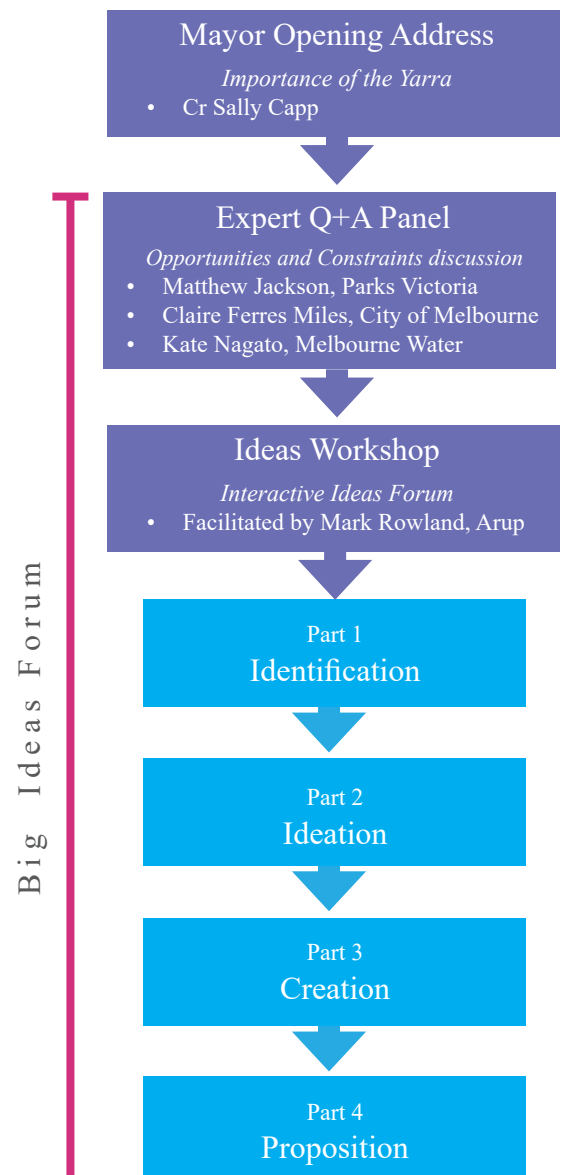 Mayor Opening Address
Importance of the Yarra
• Cr Sally Capp
Expert Q+A Panel
Opportunities and Constraints discussion
• Matthew Jackson, Parks Victoria
• Claire Ferres Miles, City of Melbourne
• Kate Nagato, Melbourne Water
Ideas Workshop
Interactive Ideas Forum
• Facilitated by Mark Rowland, Arup
Part 1
Identification
Part 2
Ideation
Part 3
Creation
Part 4
Proposition
Big Ideas Forum